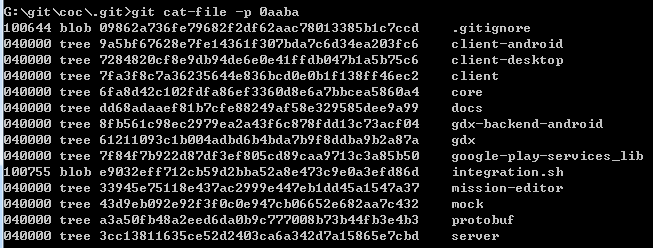 G:\git\coc\.git>git cat-file -p 0aaba
100644 blob 09862a736fe79682f2df62aac78013385b1c7ccd    .gitignore
040000 tree 9a5bf67628e7fe14361f307bda7c6d34ea203fc6    client-android
040000 tree 7284820cf8e9db94de6e0e41ffdb047b1a5b75c6    client-desktop
040000 tree 7fa3f8c7a36235644e836bcd0e0b1f138ff46ec2    client
040000 tree 6fa8d42c102fdfa86ef3360d8e6a7bbcea5860a4    core
040000 tree dd68adaaef81b7cfe88249af58e329585dee9a99    docs
040000 tree 8fb561c98ec2979ea2a43f6c878fdd13c73acf04    gdx-backend-android
040000 tree 61211093c1b004adbd6b4bda7b9f8ddba9b2a87a    gdx
040000 tree 7f84f7b922d87df3ef805cd89caa9713c3a85b50    google-play-services_lib
100755 blob e9032eff712cb59d2bba52a8e473c9e0a3efd86d    integration.sh
040000 tree 33945e75118e437ac2999e447eb1dd45a1547a37    mission-editor
040000 tree 43d9eb092e92f3f0c0e947cb06652e682aa7c432    mock
040000 tree a3a50fb48a2eed6da0b9c777008b73b44fb3e4b3    protobuf
040000 tree 3cc13811635ce52d2403ca6a342d7a15865e7cbd    server